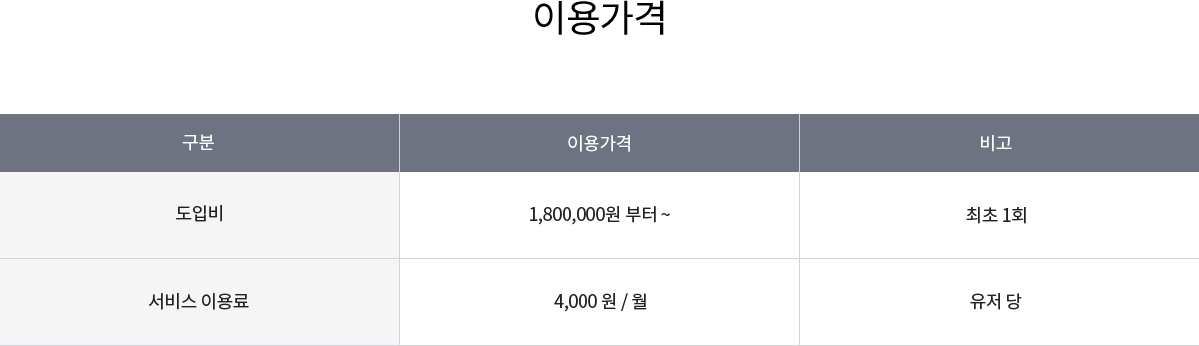 이용가격
구분 이용가격 비고
도입비 1,800,000원 부터 ~ 최초 1회
서비스 이용료 4,000 원 / 월 유저 당